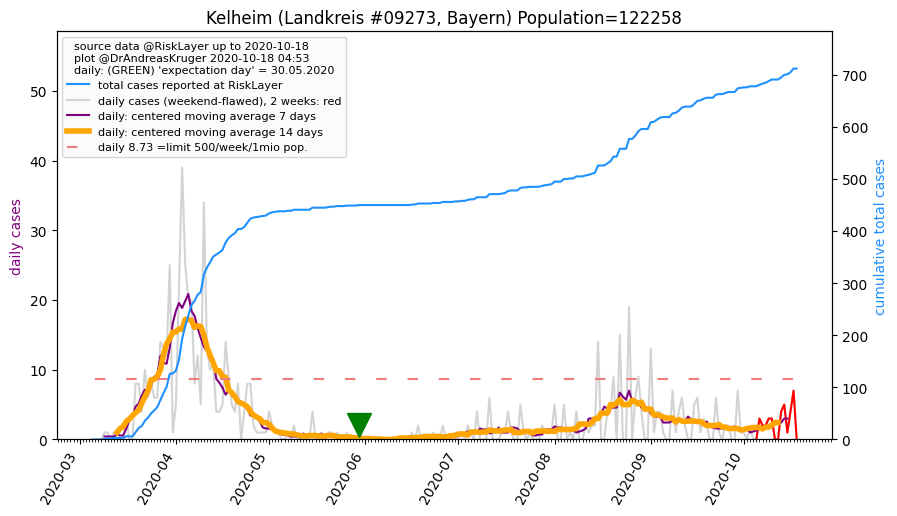 Kelheim (Landkreis #09273, Bayern) Population=122258
source data @RiskLayer up to 2020-10-18
plot @DrAndreasKruger 2020-10-18 04:53
daily: (GREEN) 'expectation day' = 30.05.2020
total cases reported at RiskLayer
daily cases (weekend-flawed), 2 weeks: red
daily: centered moving average 7 days
daily: centered moving average 14 days
daily 8.73 =limit 500/week/1mio pop.
daily cases
50
40
30
20
10
0
cumulative total cases
700
600
500
400
300
200
100
0
2020-03
2020-04
2020-05
2020-06
2020-07
2020-08
2020-09
2020-10